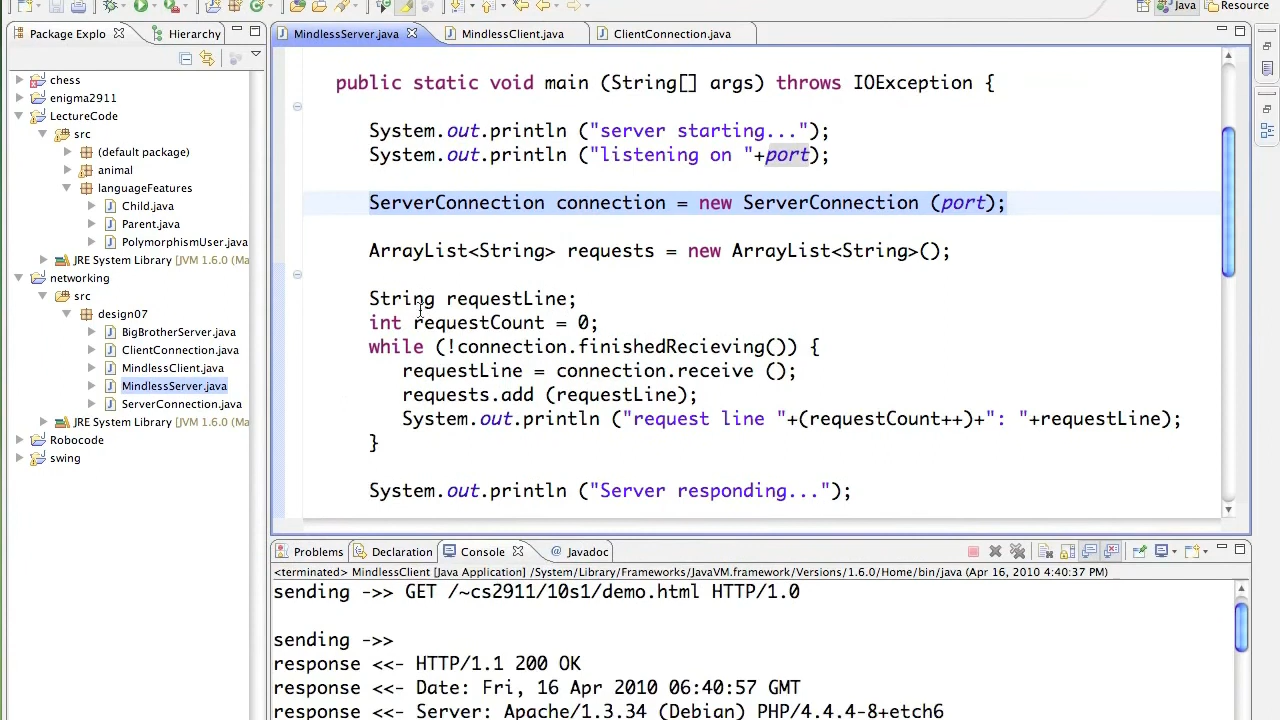 Java
Resource
Package Explo
Hierarchy
MindlessServer.java
MindlessClient.java
ClientConnection.java
chess
enigma2911
LectureCode
src
(default package)
animal
languageFeatures
Child.java
Parent.java
PolymorphismUser.java
JRE System Library [JVM 1.6.0 (Ma
networking
src
design07
BigBrotherServer.java
ClientConnection.java
MindlessClient.java
MindlessServer.java
ServerConnection.java
JRE System Library [JVM 1.6.0 (Ma
Robocode
swing
public static void main (String[] args) throws IOException {
System.out.println ("server starting...");
System.out.println ("listening on "+port);
ServerConnection connection = new ServerConnection (port);
ArrayList<String> requests = new ArrayList<String>();
String requestLine;
int requestCount = 0;
while (!connection.finishedRecieving()) {
requestLine = connection.receive ();
requests.add (requestLine);
System.out.println ("request line "+(requestCount++)+": "+requestLine);
}
System.out.println ("Server responding...");
Problems
Declaration
Console
@ Javadoc
<terminated> MindlessClient [Java Application] /System/Library/Frameworks/JavaVM.framework/Versions/1.6.0/Home/bin/java (Apr 16, 2010 4:40:37 PM)
sending ->> GET /~cs2911/10s1/demo.html HTTP/1.0
sending ->>
response <<- HTTP/1.1 200 OK
response <<- Date: Fri, 16 Apr 2010 06:40:57 GMT
response <<- Server: Apache/1.3.34 (Debian) PHP/4.4.4-8+etch6